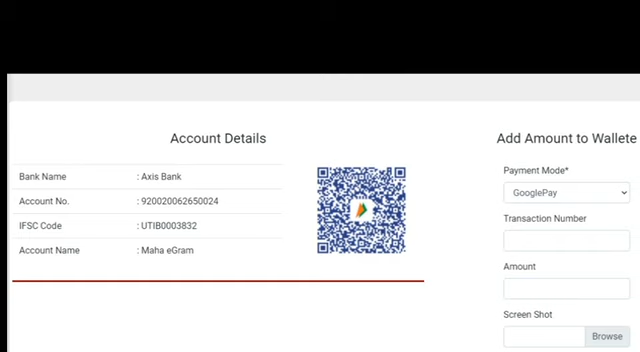 Account Details
Bank Name : Axis Bank
Account No. : 920020062650024
IFSC Code : UTIB0003832
Account Name : Maha eGram
Add Amount to Wallete
Payment Mode*
GooglePay
Transaction Number
Amount
Screen Shot
Browse